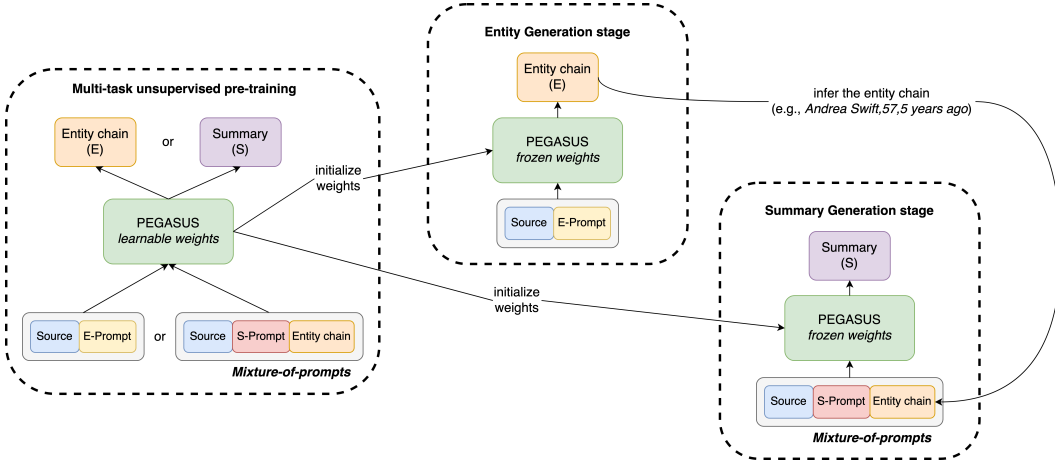 Multi-task unsupervised pre-training
Entity chain
(E)
or
Summary
(S)
PEGASUS
learnable weights
Source
E-Prompt
or
Source
S-Prompt
Entity chain
Mixture-of-prompts
initialize
weights
initialize
weights
Entity Generation stage
Entity chain
(E)
PEGASUS
frozen weights
Source
E-Prompt
infer the entity chain
(e.g., Andrea Swift,57,5 years ago)
Summary Generation stage
Summary
(S)
PEGASUS
frozen weights
Source
S-Prompt
Entity chain
Mixture-of-prompts